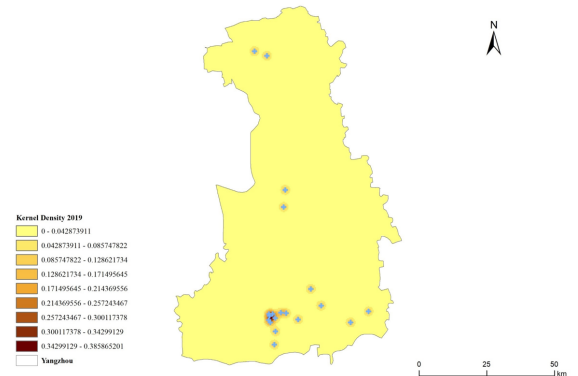 N
Kernel Density 2019
0 - 0.042873911
0.042873911 - 0.085747822
0.085747822 - 0.128621734
0.128621734 - 0.171495645
0.171495645 - 0.214369556
0.214369556 - 0.257243467
0.257243467 - 0.300117378
0.300117378 - 0.34299129
0.34299129 - 0.385865201
Yangzhou
0 25 50
km